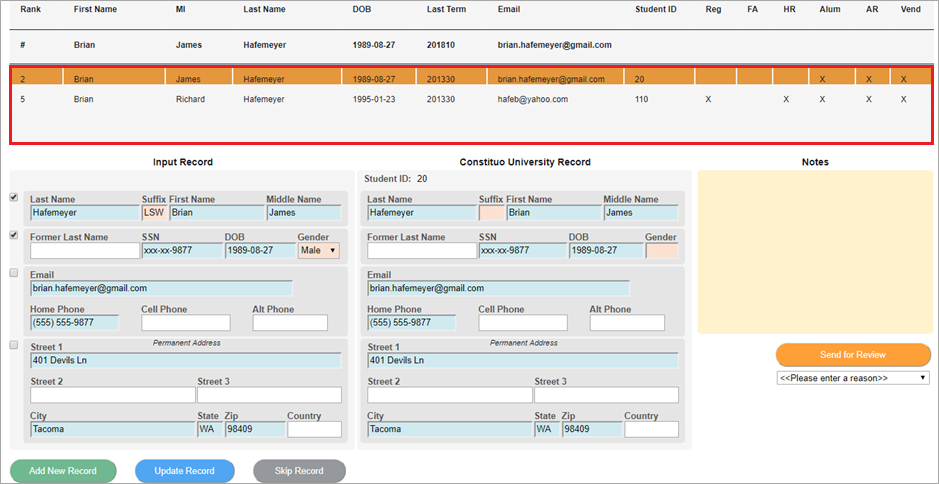 Rank First Name MI Last Name DOB Last Term Email Student ID Reg FA HR Alum AR Vend
# Brian James Hafemeyer 1989-08-27 201810 brian.hafemeyer@gmail.com
2 Brian James Hafemeyer 1989-08-27 201330 brian.hafemeyer@gmail.com 20 X X X
5 Brian Richard Hafemeyer 1995-01-23 201330 hafeb@yahoo.com 110 X X X X X
Input Record Constituo University Record Notes
Student ID: 20
Last Name Suffix First Name Middle Name Last Name Suffix First Name Middle Name
Hafemeyer LSW Brian James Hafemeyer Brian James
Former Last Name SSN DOB Gender Former Last Name SSN DOB Gender
xxx-xx-9877 1989-08-27 Male xxx-xx-9877 1989-08-27
Email Email
brian.hafemeyer@gmail.com brian.hafemeyer@gmail.com
Home Phone Cell Phone Alt Phone Home Phone Cell Phone Alt Phone
(555) 555-9877 (555) 555-9877
Street 1 Permanent Address Street 1 Permanent Address
401 Devils Ln 401 Devils Ln
Send for Review
Street 2 Street 3 Street 2 Street 3
<<Please enter a reason>>
City State Zip Country City State Zip Country
Tacoma WA 98409 Tacoma WA 98409
Add New Record Update Record Skip Record